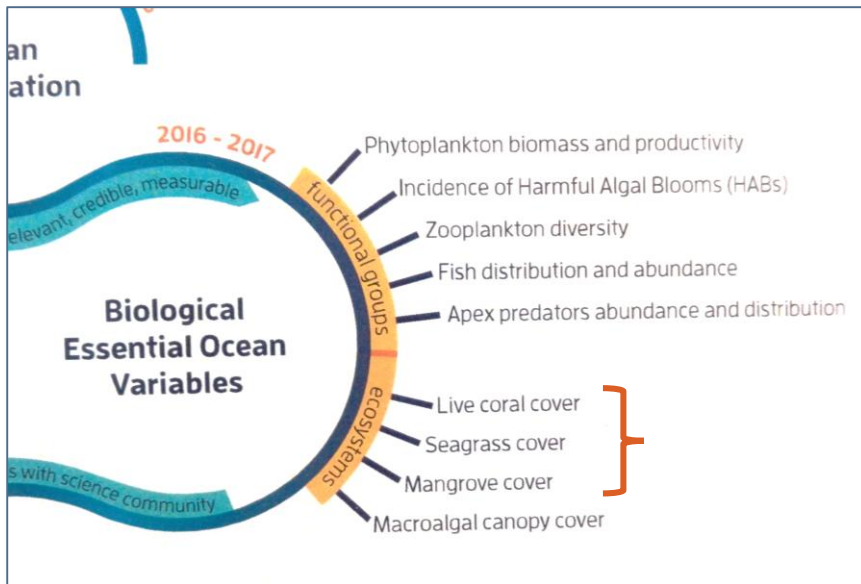 an
ation
2016 - 2017
relevant, credible, measurable
functional groups
Phytoplankton biomass and productivity
Incidence of Harmful Algal Blooms (HABs)
Zooplankton diversity
Fish distribution and abundance
Apex predators abundance and distribution
Biological
Essential Ocean
Variables
ecosystems
Live coral cover
Seagrass cover
Mangrove cover
Macroalgal canopy cover
s with science community